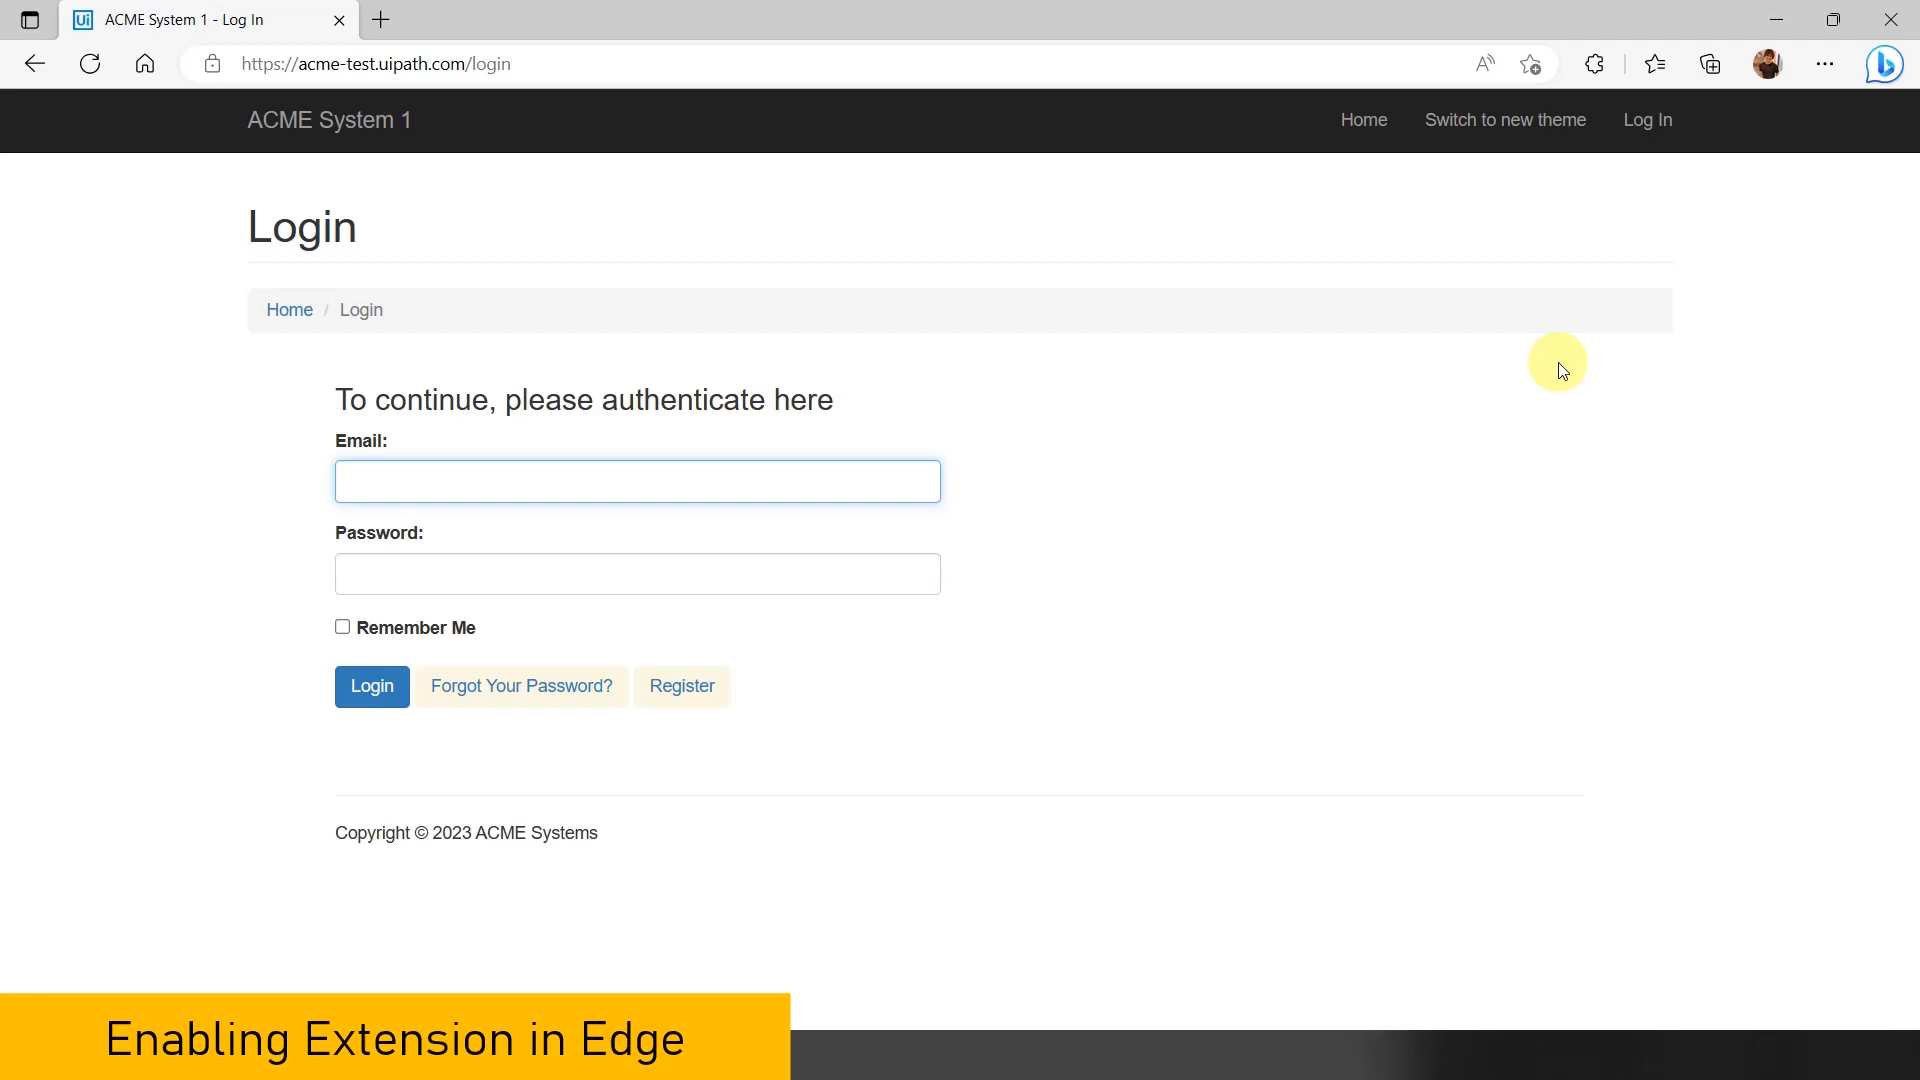 Ui ACME System 1 - Log In
https://acme-test.uipath.com/login
ACME System 1
Home Switch to new theme Log In
Login
Home / Login
To continue, please authenticate here
Email:
Password:
Remember Me
Login Forgot Your Password? Register
Copyright © 2023 ACME Systems
Enabling Extension in Edge